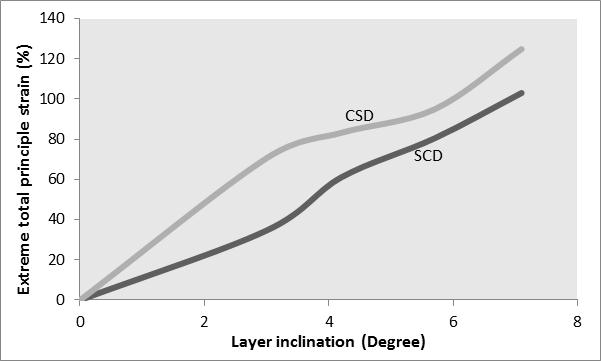 Extreme total principle strain (%)
140
120
100
80
60
40
20
0
CSD
SCD
0 2 4 6 8
Layer inclination (Degree)